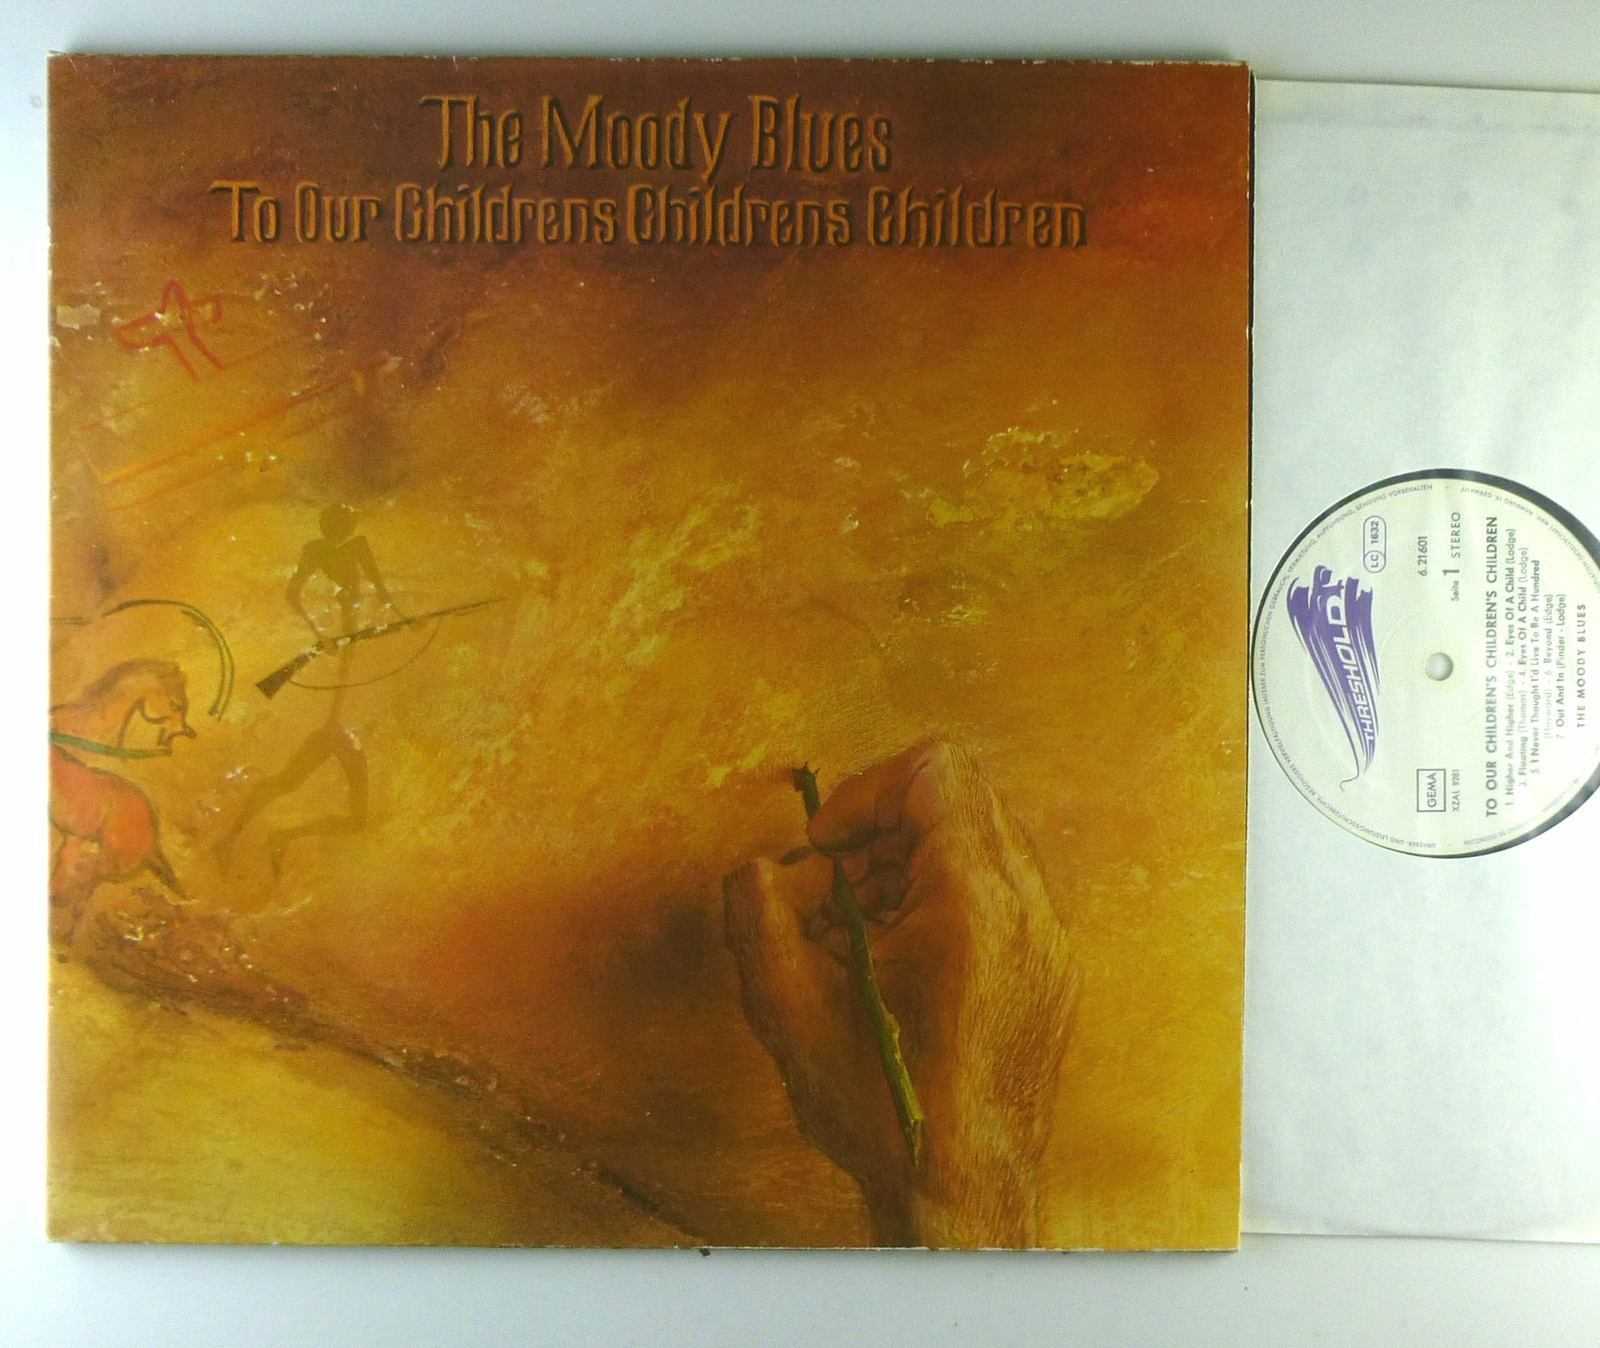 The Moody Blues
To Our Childrens Childrens Children
THRESHOLD
LC 1632
6.21601
Seite 1 STEREO
GEMA
XZAL 9281
TO OUR CHILDREN'S CHILDREN'S CHILDREN
1. Higher And Higher (Edge) - 2. Eyes Of A Child (Lodge)
3. Floating (Thomas) - 4. Eyes Of A Child (Lodge)
5. I Never Thought I'd Live To Be A Hundred
(Hayward) - 6. Beyond (Edge)
7. Out And In (Pinder - Lodge)
THE MOODY BLUES